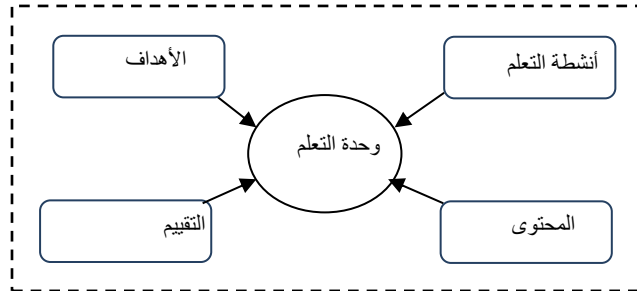 أنشطة التعلم
الأهداف
وحدة التعلم
المحتوى
التقييم